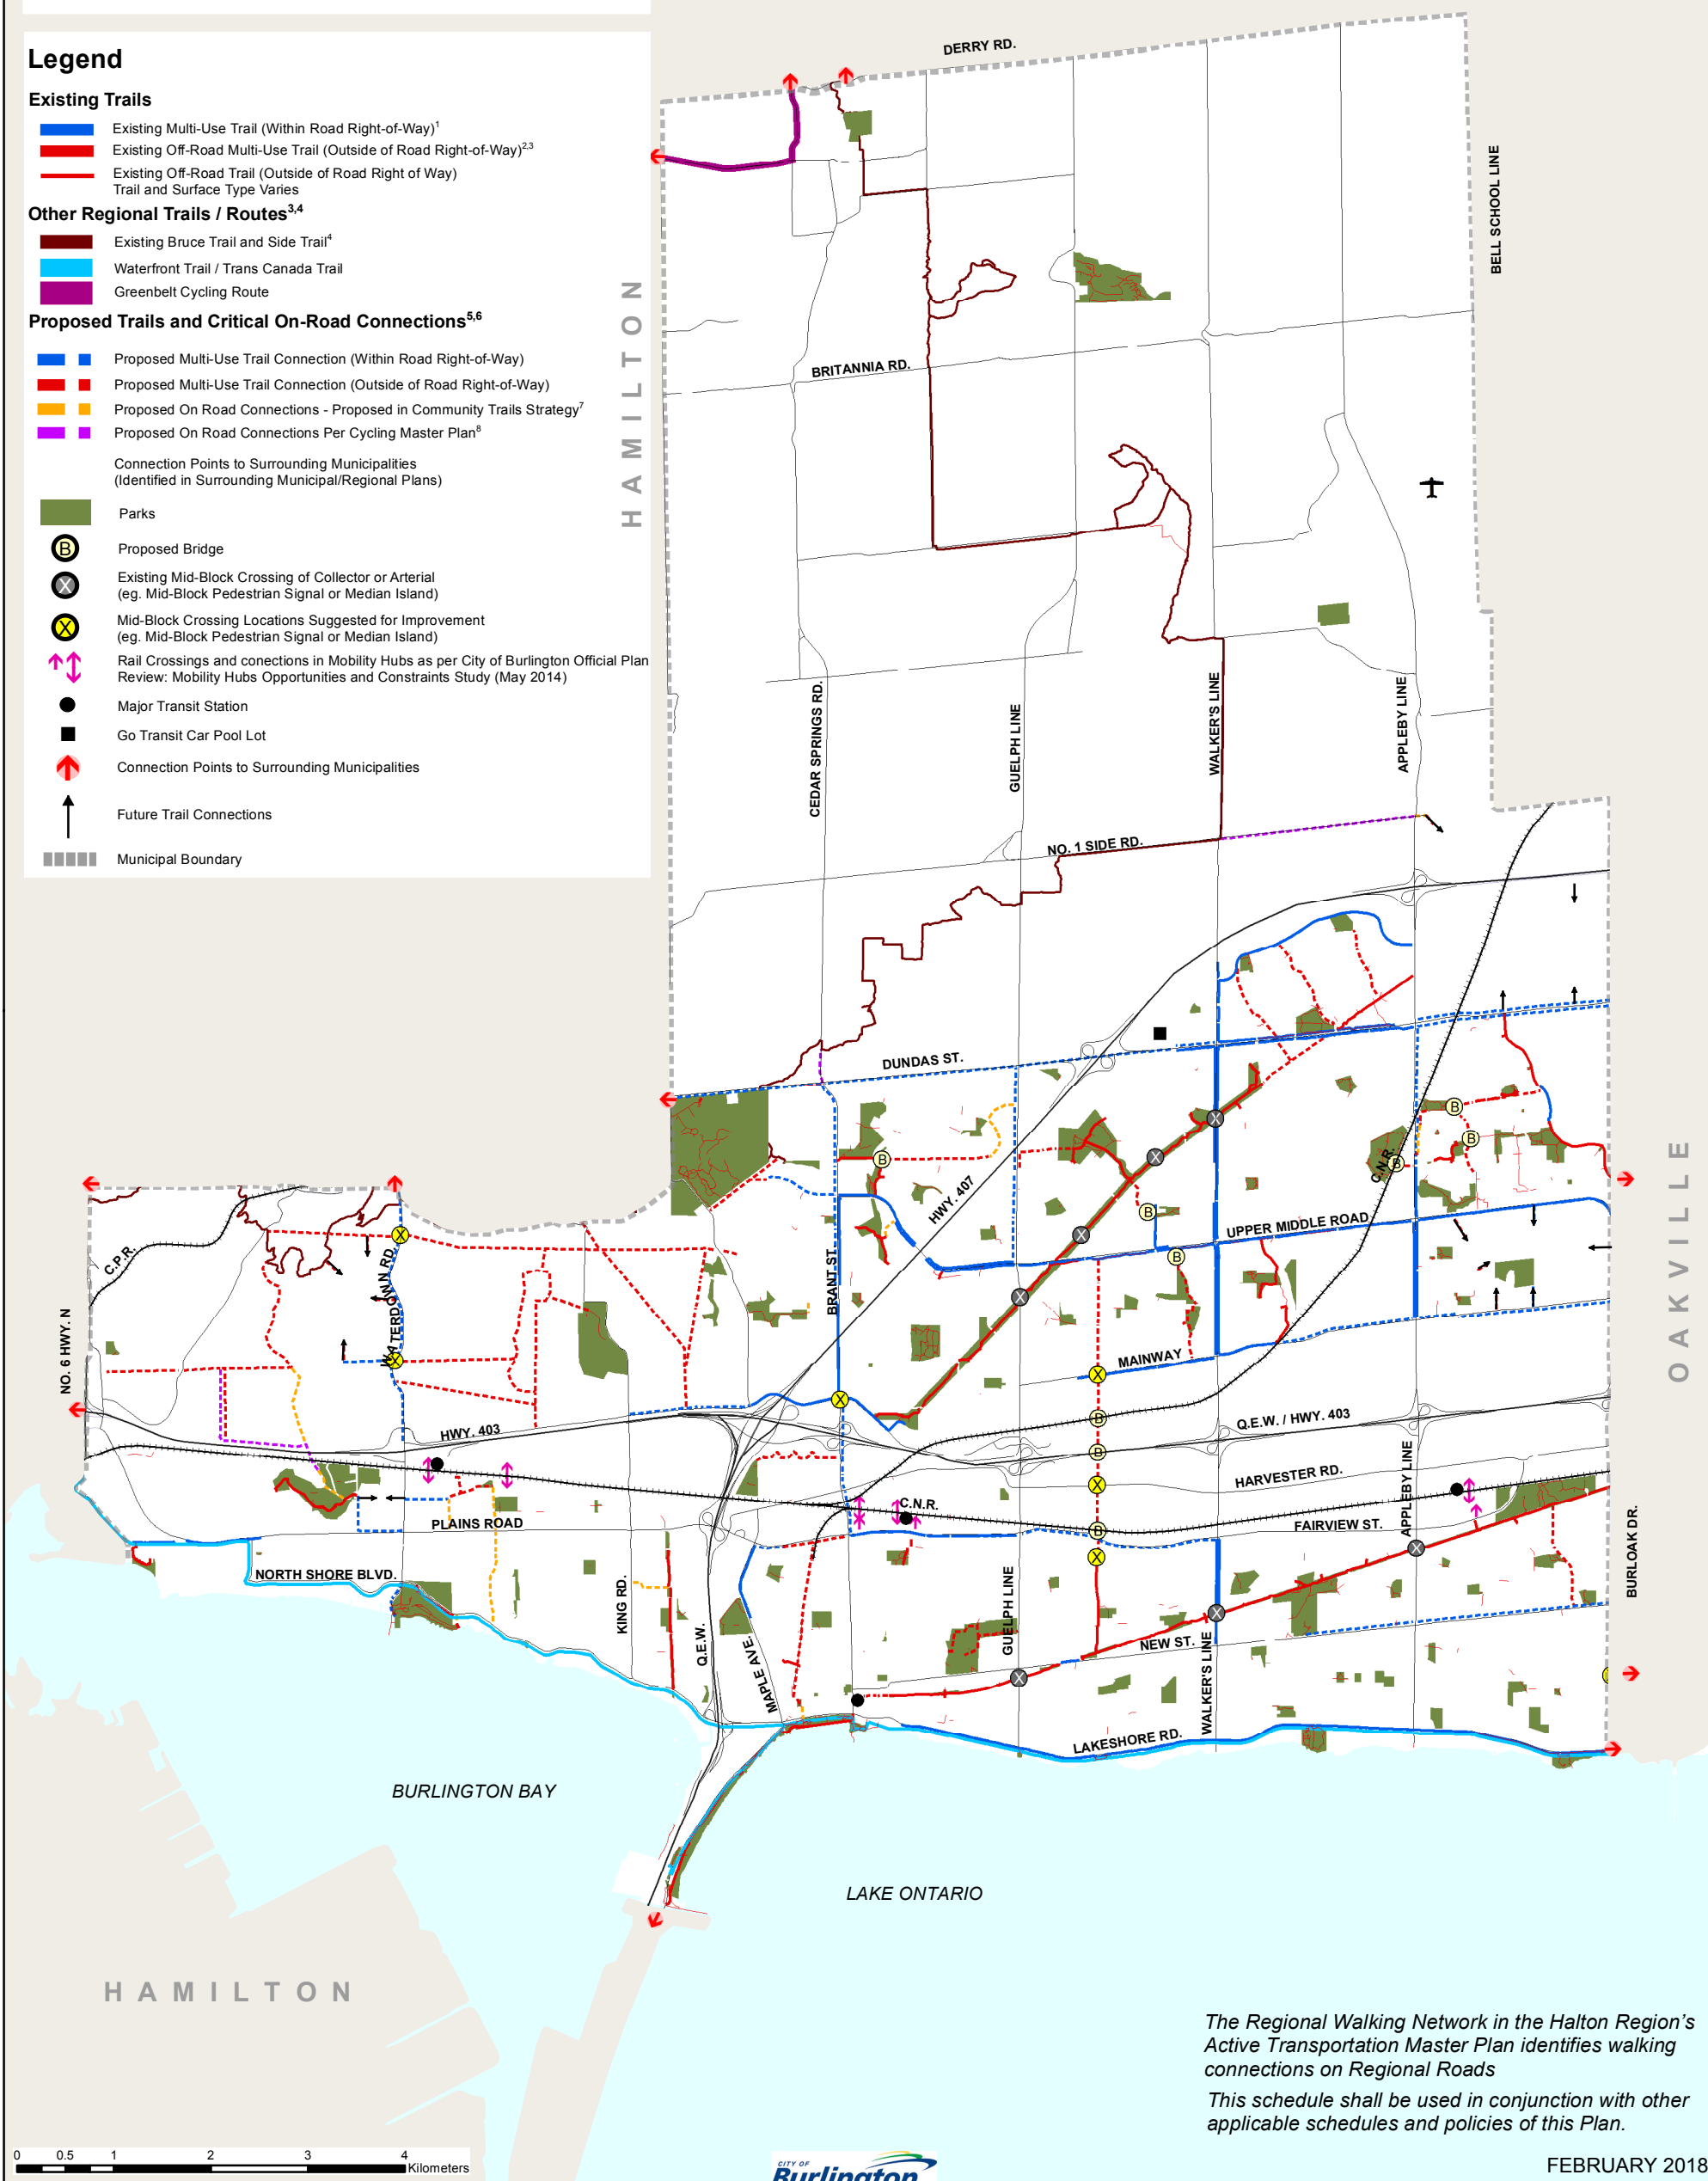 Legend
Existing Trails
Existing Multi-Use Trail (Within Road Right-of-Way)1
Existing Off-Road Multi-Use Trail (Outside of Road Right-of-Way)2,3
Existing Off-Road Trail (Outside of Road Right of Way)
Trail and Surface Type Varies
Other Regional Trails / Routes3,4
Existing Bruce Trail and Side Trail4
Waterfront Trail / Trans Canada Trail
Greenbelt Cycling Route
Proposed Trails and Critical On-Road Connections5,6
Proposed Multi-Use Trail Connection (Within Road Right-of-Way)
Proposed Multi-Use Trail Connection (Outside of Road Right-of-Way)
Proposed On Road Connections - Proposed in Community Trails Strategy7
Proposed On Road Connections Per Cycling Master Plan8
Connection Points to Surrounding Municipalities
(Identified in Surrounding Municipal/Regional Plans)
Parks
B
Proposed Bridge
X
Existing Mid-Block Crossing of Collector or Arterial
(eg. Mid-Block Pedestrian Signal or Median Island)
X
Mid-Block Crossing Locations Suggested for Improvement
(eg. Mid-Block Pedestrian Signal or Median Island)
Rail Crossings and conections in Mobility Hubs as per City of Burlington Official Plan
Review: Mobility Hubs Opportunities and Constraints Study (May 2014)
Major Transit Station
Go Transit Car Pool Lot
Connection Points to Surrounding Municipalities
Future Trail Connections
Municipal Boundary
DERRY RD.
BELL SCHOOL LINE
HAMILTON
BRITANNIA RD.
CEDAR SPRINGS RD.
GUELPH LINE
WALKER'S LINE
APPLEBY LINE
NO. 1 SIDE RD.
DUNDAS ST.
X
B
B
X
B
B
C.N.R.
OAKVILLE
HWY. 407
B
UPPER MIDDLE ROAD
X
X
B
C.P.R.
WATERDOWN RD.
BRANT ST.
X
NO. 6 HWY. N
X
MAINWAY
X
X
B
Q.E.W. / HWY. 403
HWY. 403
B
HARVESTER RD.
X
APPLEBY LINE
C.N.R.
PLAINS ROAD
B
FAIRVIEW ST.
X
X
BURLOAK DR.
NORTH SHORE BLVD.
KING RD.
GUELPH LINE
X
Q.E.W.
MAPLE AVE.
NEW ST.
WALKER'S LINE
X
LAKESHORE RD.
BURLINGTON BAY
LAKE ONTARIO
HAMILTON
The Regional Walking Network in the Halton Region's
Active Transportation Master Plan identifies walking
connections on Regional Roads
This schedule shall be used in conjunction with other
applicable schedules and policies of this Plan.
0 0.5 1 2 3 4
Kilometers
CITY OF
Burlington
FEBRUARY 2018